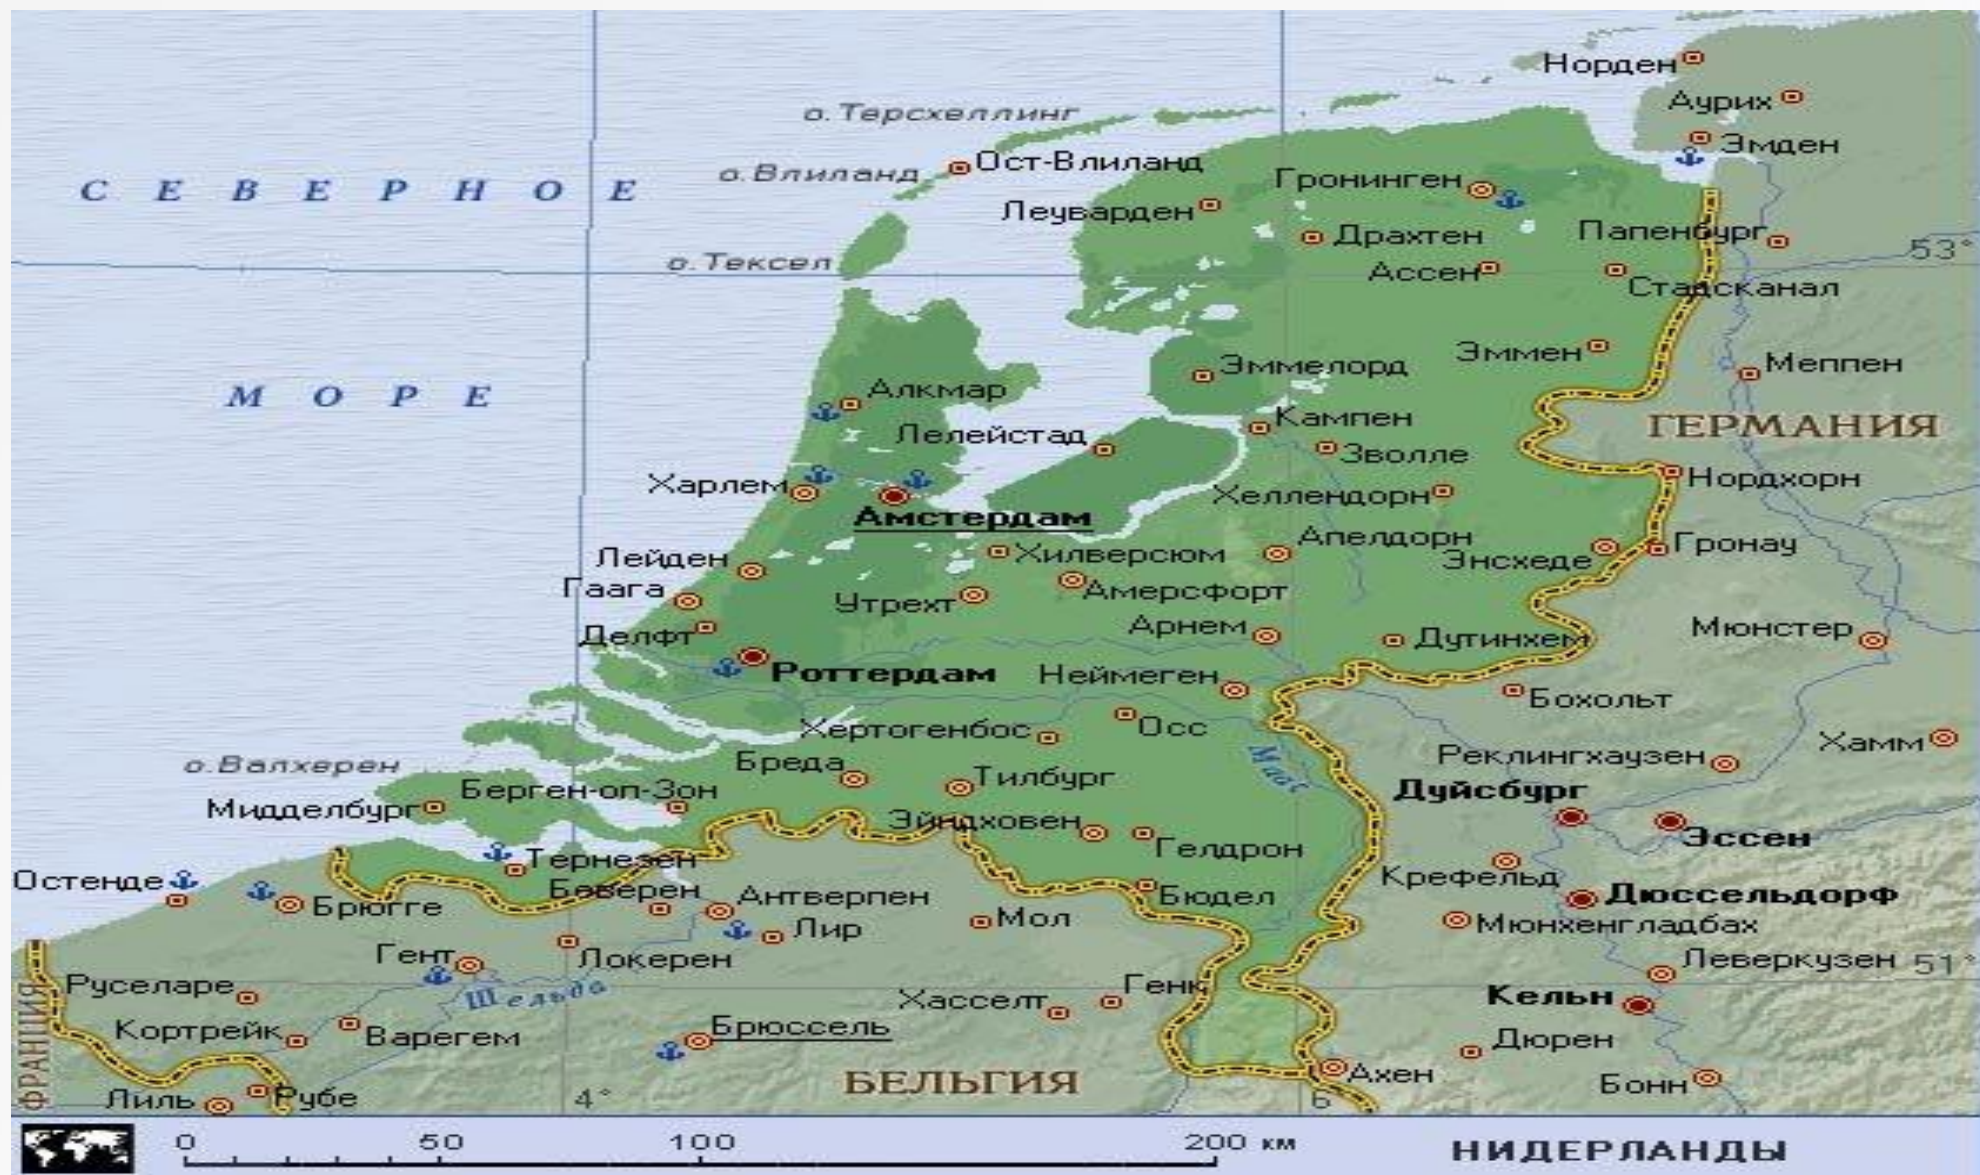 Норден
Аурих
о. Терсхеллинг
Эмден
о. Влиланд
Ост-Влиланд
Гронинген
СЕВЕРНОЕ
Леуварден
Драхтен
Папенбург
53°
о. Тексел
Ассен
Стадсканал
Эммен
Эммелорд
Меппен
МОРЕ
Алкмар
Кампен
ГЕРМАНИЯ
Лелейстад
Зволле
Харлем
Нордхорн
Хеллендорн
Амстердам
Апелдорн
Гронау
Лейден
Хилверсюм
Энсхеде
Гаага
Утрехт
Амерсфорт
Делфт
Арнем
Дутинхем
Мюнстер
Роттердам
Неймеген
Бохольт
Хертогенбос
Осс
Хамм
Реклингхаузен
о. Валхерен
Бреда
Тилбург
Маас
Берген-оп-Зон
Дуйсбург
Мидделбург
Эйндховен
Эссен
Гелдрон
Тернезен
Остенде
Беверен
Крефельд
Антверпен
Бюдел
Дюссельдорф
Брюгге
Лир
Мол
Мюнхенгладбах
Гент
Локерен
Леверкузен
51°
Руселаре
Шельда
Хасселт
Генк
Кельн
Кортрейк
Варегем
Брюссель
Дюрен
ФРАНЦИЯ
БЕЛЬГИЯ
Ахен
Бонн
Лиль
Рубе
4°
6
0 50 100 200 км
НИДЕРЛАНДЫ